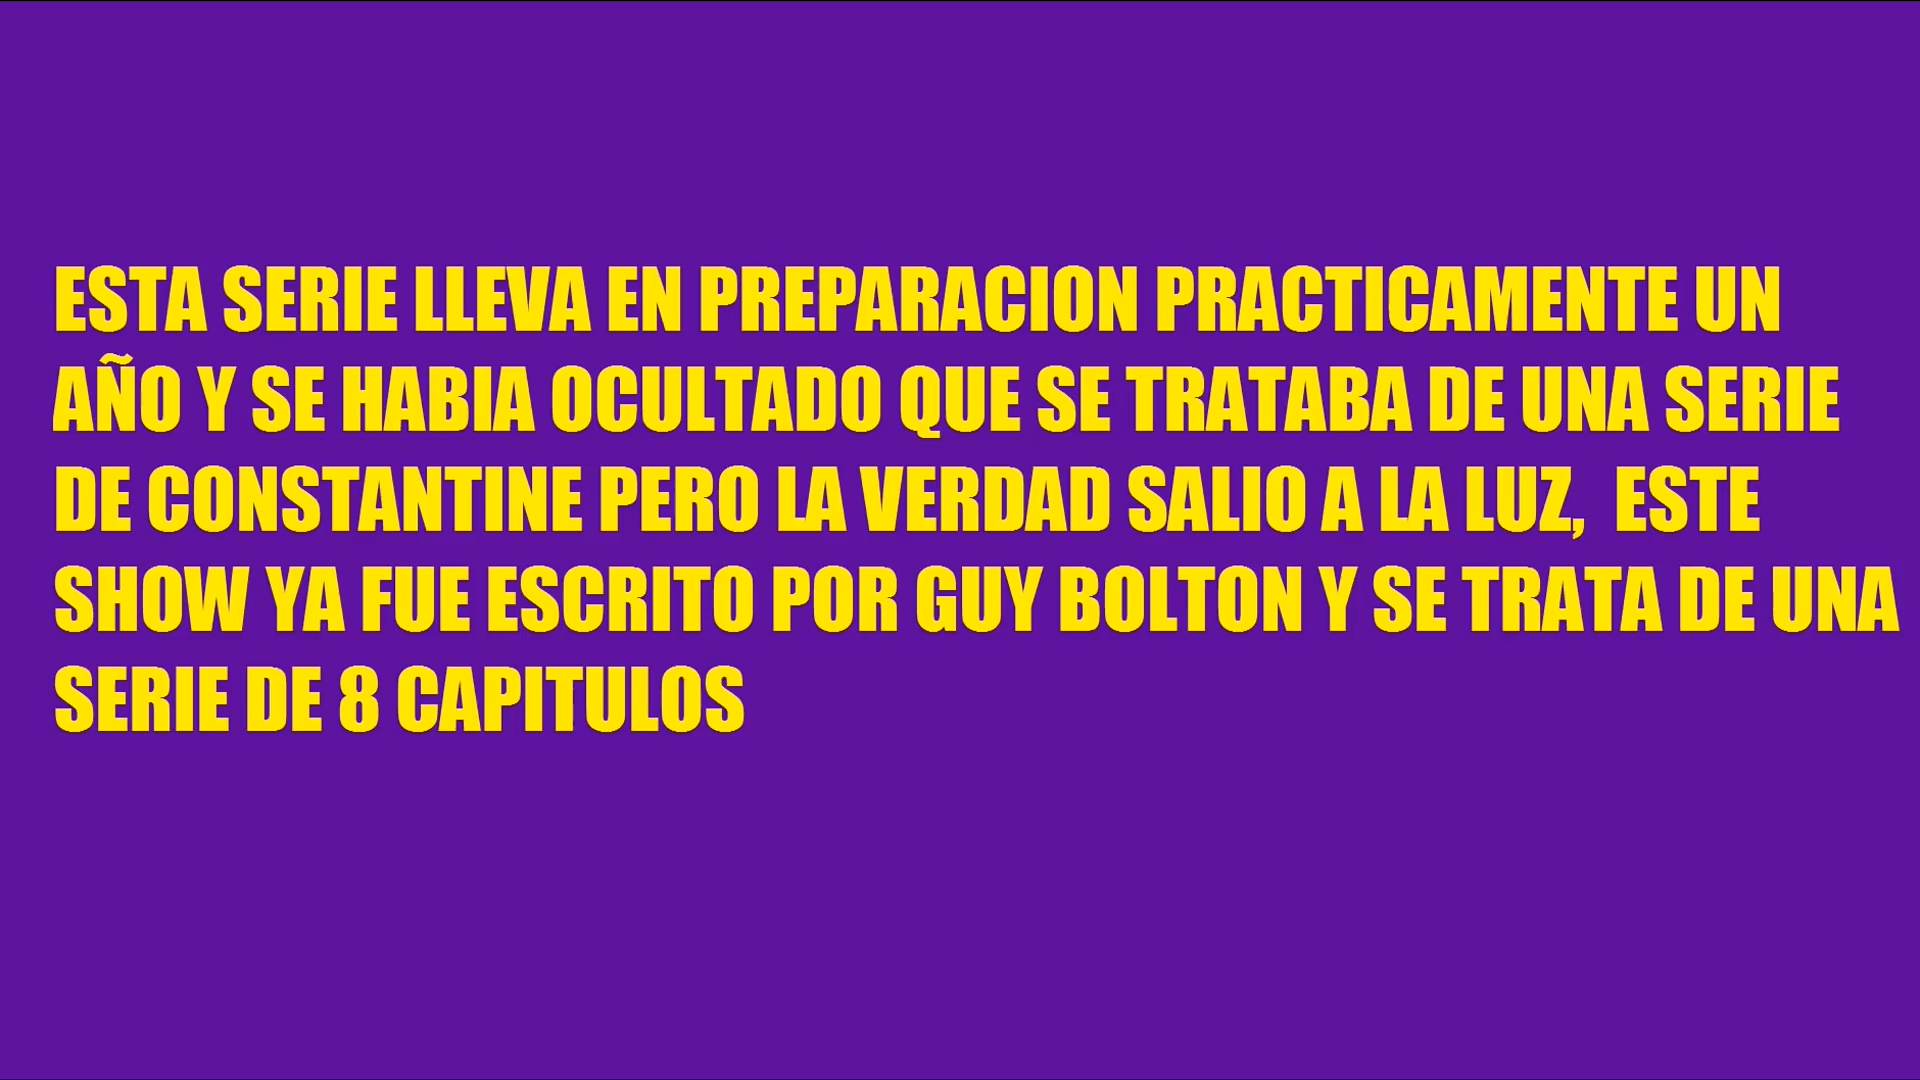 ESTA SERIE LLEVA EN PREPARACION PRACTICAMENTE UN
AÑO Y SE HABIA OCULTADO QUE SE TRATABA DE UNA SERIE
DE CONSTANTINE PERO LA VERDAD SALIO A LA LUZ, ESTE
SHOW YA FUE ESCRITO POR GUY BOLTON Y SE TRATA DE UNA
SERIE DE 8 CAPITULOS